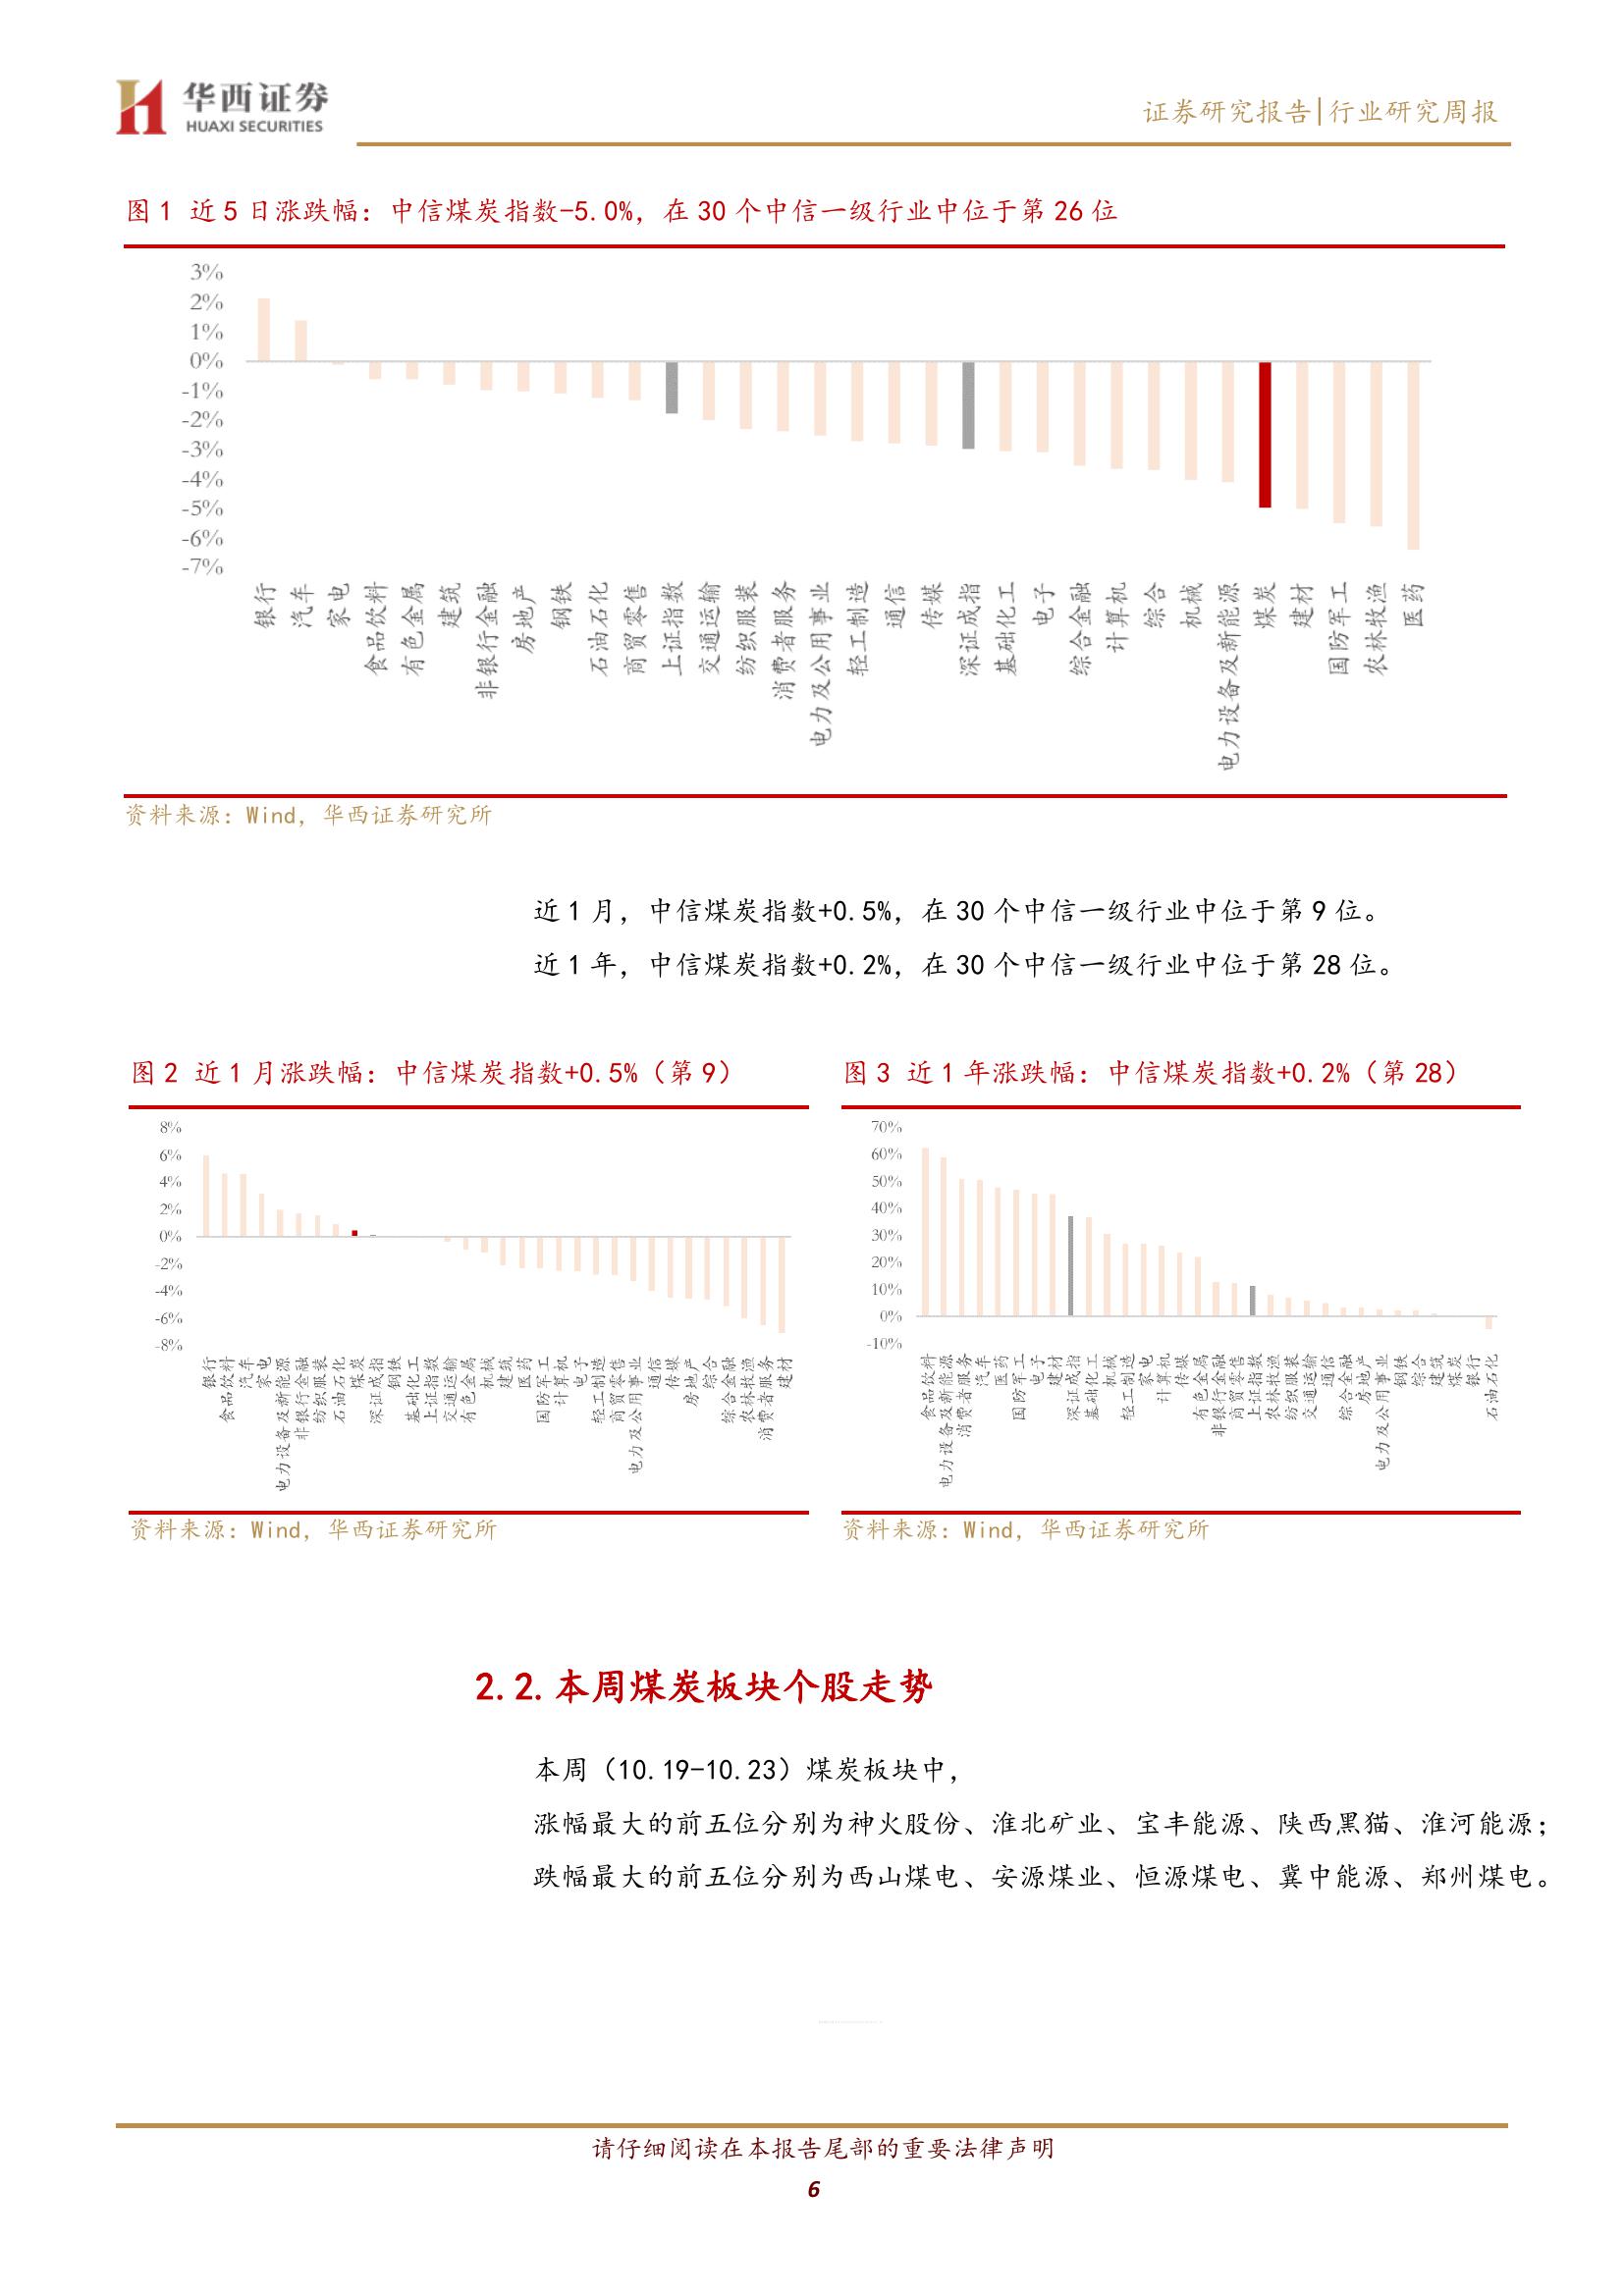 华西证券
HUAXI SECURITIES
证券研究报告|行业研究周报
图 1 近 5 日涨跌幅：中信煤炭指数-5.0%，在 30 个中信一级行业中位于第 26 位
3%
2%
1%
0%
-1%
-2%
-3%
-4%
-5%
-6%
-7%
银行
汽车
家电
食品饮料
有色金属
建筑
非银行金融
房地产
钢铁
石油石化
商贸零售
上证指数
交通运输
纺织服装
消费者服务
电力及公用事业
轻工制造
通信
传媒
深证成指
基础化工
电子
综合金融
计算机
综合
机械
电力设备及新能源
煤炭
建材
国防军工
农林牧渔
医药
资料来源：Wind，华西证券研究所
近 1 月，中信煤炭指数+0.5%，在 30 个中信一级行业中位于第 9 位。
近 1 年，中信煤炭指数+0.2%，在 30 个中信一级行业中位于第 28 位。
图 2 近 1 月涨跌幅：中信煤炭指数+0.5%（第 9）
8%
6%
4%
2%
0%
-2%
-4%
-6%
-8%
银行
食品饮料
汽车
家电
电力设备及新能源
非银行金融
纺织服装
石油石化
煤炭
深证成指
钢铁
基础化工
上证指数
交通运输
有色金属
机械
建筑
医药
国防军工
计算机
电子
轻工制造
商贸零售
电力及公用事业
通信
传媒
房地产
综合
综合金融
农林牧渔
消费者服务
建材
资料来源：Wind，华西证券研究所
图 3 近 1 年涨跌幅：中信煤炭指数+0.2%（第 28）
70%
60%
50%
40%
30%
20%
10%
0%
-10%
食品饮料
电力设备及新能源
消费者服务
汽车
医药
国防军工
电子
建材
深证成指
基础化工
机械
轻工制造
家电
计算机
传媒
有色金属
非银行金融
商贸零售
上证指数
农林牧渔
纺织服装
交通运输
通信
综合金融
房地产
电力及公用事业
钢铁
综合
建筑
煤炭
银行
石油石化
资料来源：Wind，华西证券研究所
2.2.本周煤炭板块个股走势
本周（10.19-10.23）煤炭板块中，
涨幅最大的前五位分别为神火股份、淮北矿业、宝丰能源、陕西黑猫、淮河能源；
跌幅最大的前五位分别为西山煤电、安源煤业、恒源煤电、冀中能源、郑州煤电。
请仔细阅读在本报告尾部的重要法律声明
6